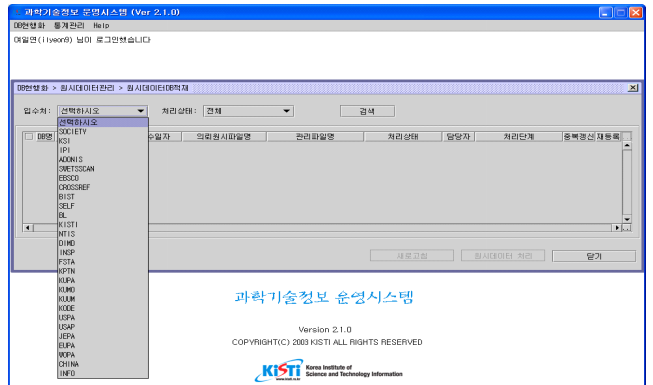 과학기술정보 운영시스템 (Ver 2.1.0)
DB현행화 통계관리 Help
여일연(ilyeon9) 님이 로그인했습니다
DB현행화 > 원시데이터관리 > 원시데이터DB적재
입수처: 선택하시오 처리상태: 전체 검색
선택하시오
DB명 수일자 의뢰원시파일명 관리파일명 처리상태 담당자 처리단계 중복갱신 재등록
SOCIETY
KSI
IPI
ADONIS
SWETSSCAN
EBSCO
CROSSREF
BIST
SELF
BL
KISTI
NTIS
DIMD
INSP
FSTA
KPTN
KUPA
KUMO
KUUM
KODE
USPA
USAP
JEPA
EUPA
WOPA
CHINA
INFO
새로고침 원시데이터 처리 닫기
과학기술정보 운영시스템
Version 2.1.0
COPYRIGHT(C) 2003 KISTI ALL RIGHTS RESERVED
KiSTi Korea Institute of
Science and Technology Information
www.kisti.re.kr